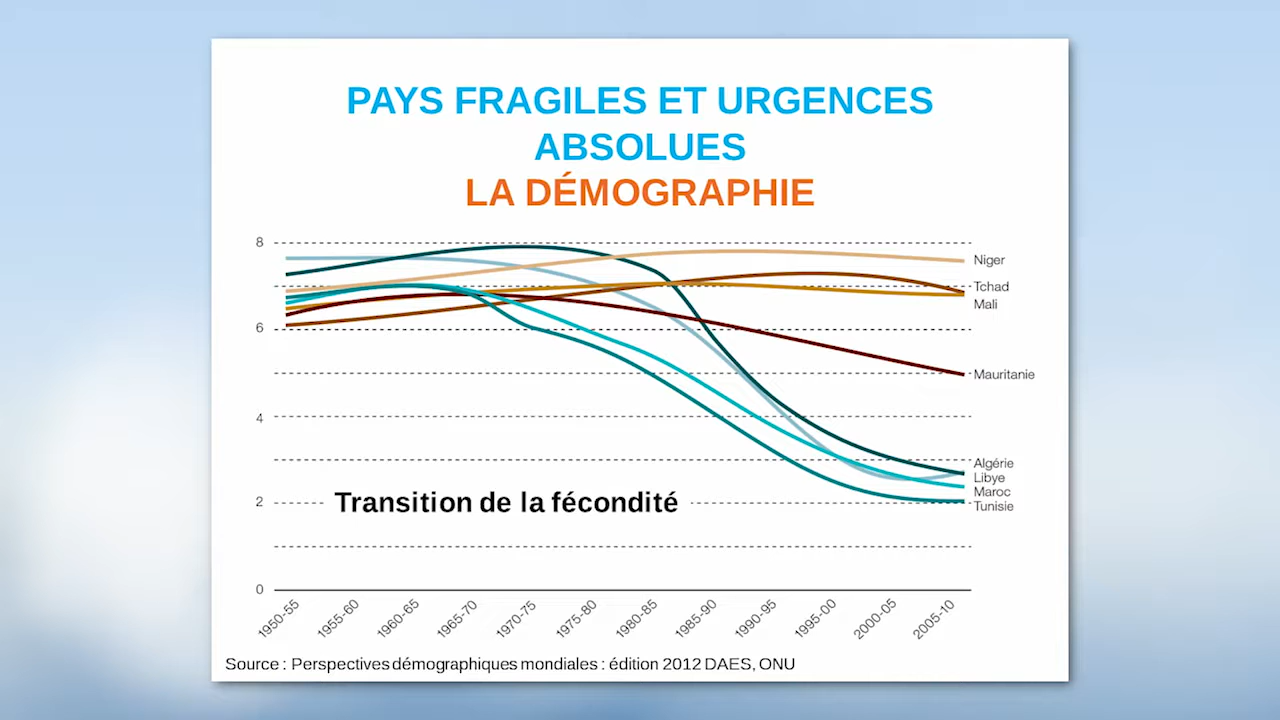 PAYS FRAGILES ET URGENCES
ABSOLUES
LA DÉMOGRAPHIE
8
6
4
2
0
Niger
Tchad
Mali
Mauritanie
Algérie
Libye
Maroc
Tunisie
Transition de la fécondité
1950-55
1955-60
1960-65
1965-70
1970-75
1975-80
1980-85
1985-90
1990-95
1995-00
2000-05
2005-10
Source : Perspectives démographiques mondiales : édition 2012 DAES, ONU